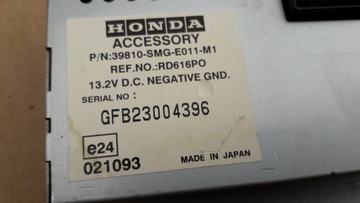 HONDA
ACCESSORY
P/N:39810-SMG-E011-M1
REF.NO.:RD616PO
13.2V D.C. NEGATIVE GND.
SERIAL NO :
GFB23004396
e24
021093
MADE IN JAPAN